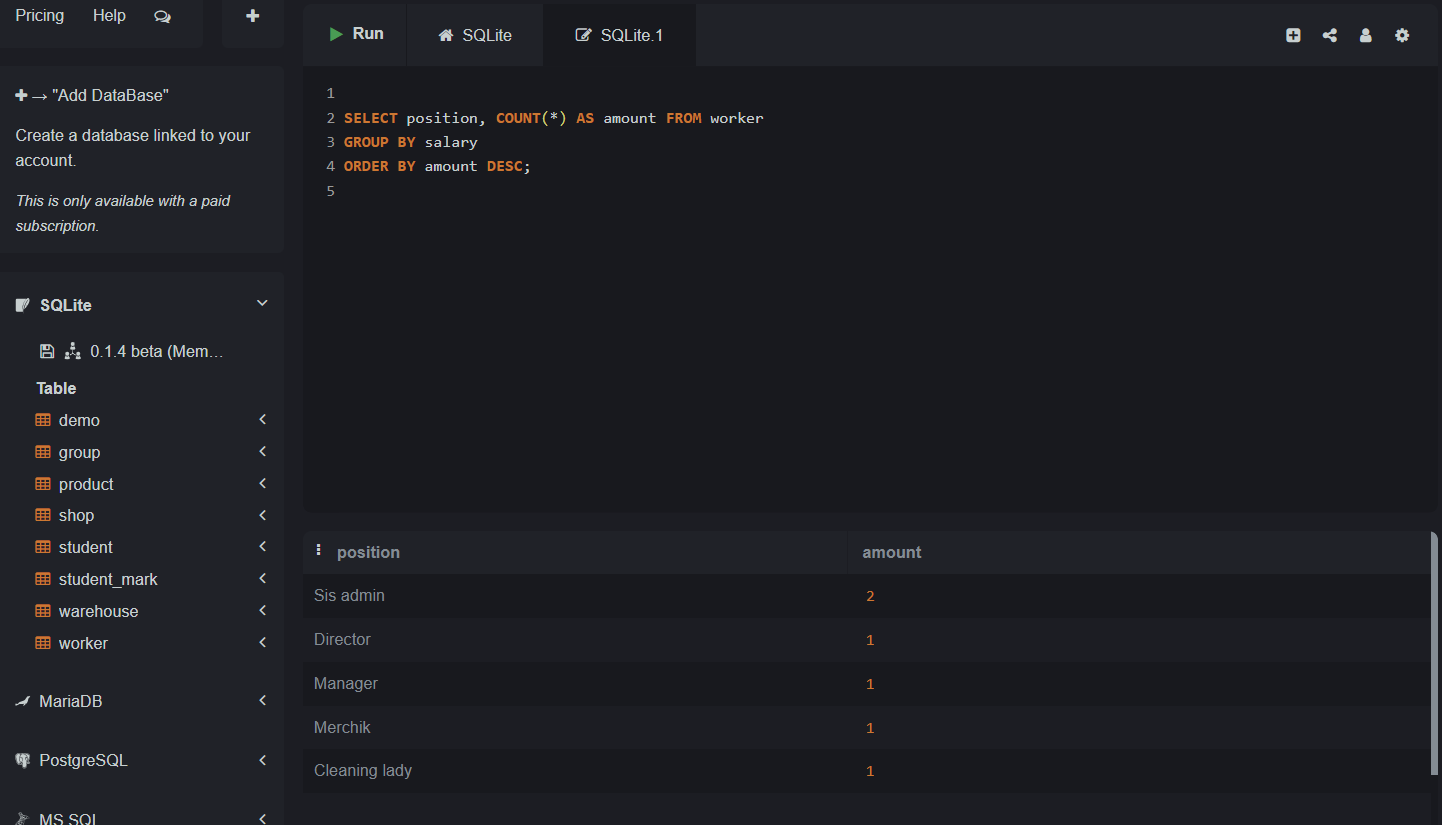 Pricing Help
"Add DataBase"
Create a database linked to your
account.
This is only available with a paid
subscription.
SQLite
0.1.4 beta (Mem...
Table
demo
group
product
shop
student
student_mark
warehouse
worker
MariaDB
PostgreSQL
MS SQL
Run SQLite SQLite.1
1
2 SELECT position, COUNT(*) AS amount FROM worker
3 GROUP BY salary
4 ORDER BY amount DESC;
5
position amount
Sis admin 2
Director 1
Manager 1
Merchik 1
Cleaning lady 1